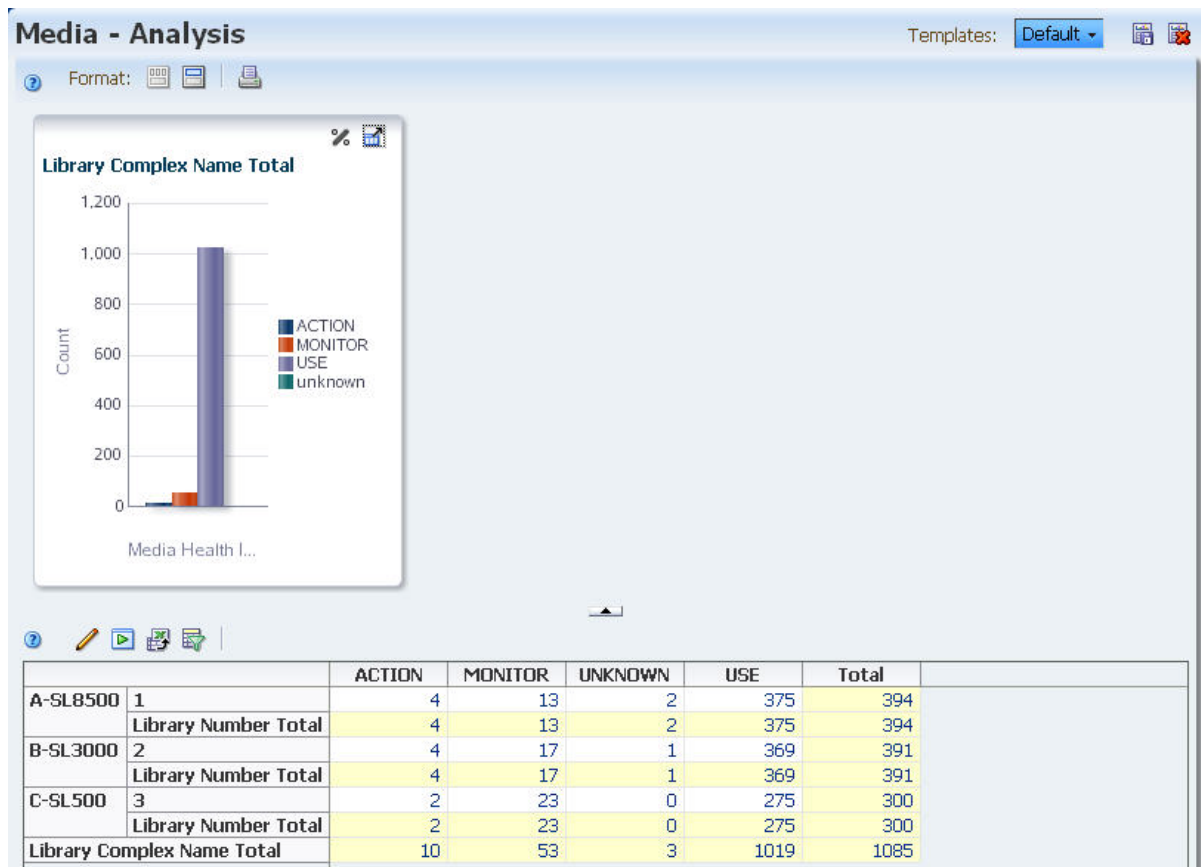 Media - Analysis
Templates: Default
Format:
Library Complex Name Total
1,200
1,000
800
600
400
200
0
Count
ACTION
MONITOR
USE
unknown
Media Health I...
ACTION MONITOR UNKNOWN USE Total
A-SL8500 1 4 13 2 375 394
Library Number Total 4 13 2 375 394
B-SL3000 2 4 17 1 369 391
Library Number Total 4 17 1 369 391
C-SL500 3 2 23 0 275 300
Library Number Total 2 23 0 275 300
Library Complex Name Total 10 53 3 1019 1085